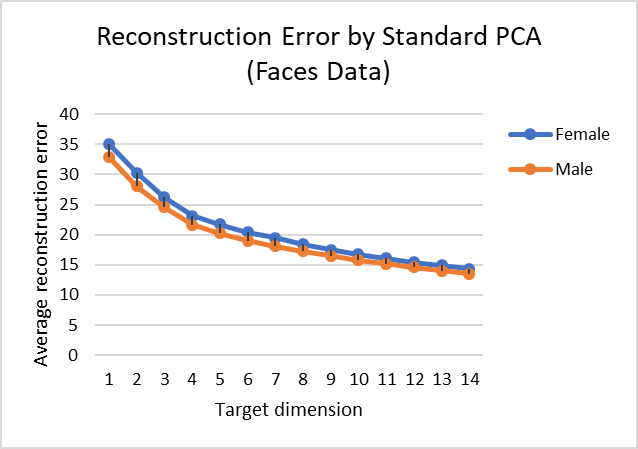 Reconstruction Error by Standard PCA
(Faces Data)
Average reconstruction error
40
35
30
25
20
15
10
5
0
1 2 3 4 5 6 7 8 9 10 11 12 13 14
Target dimension
Female
Male